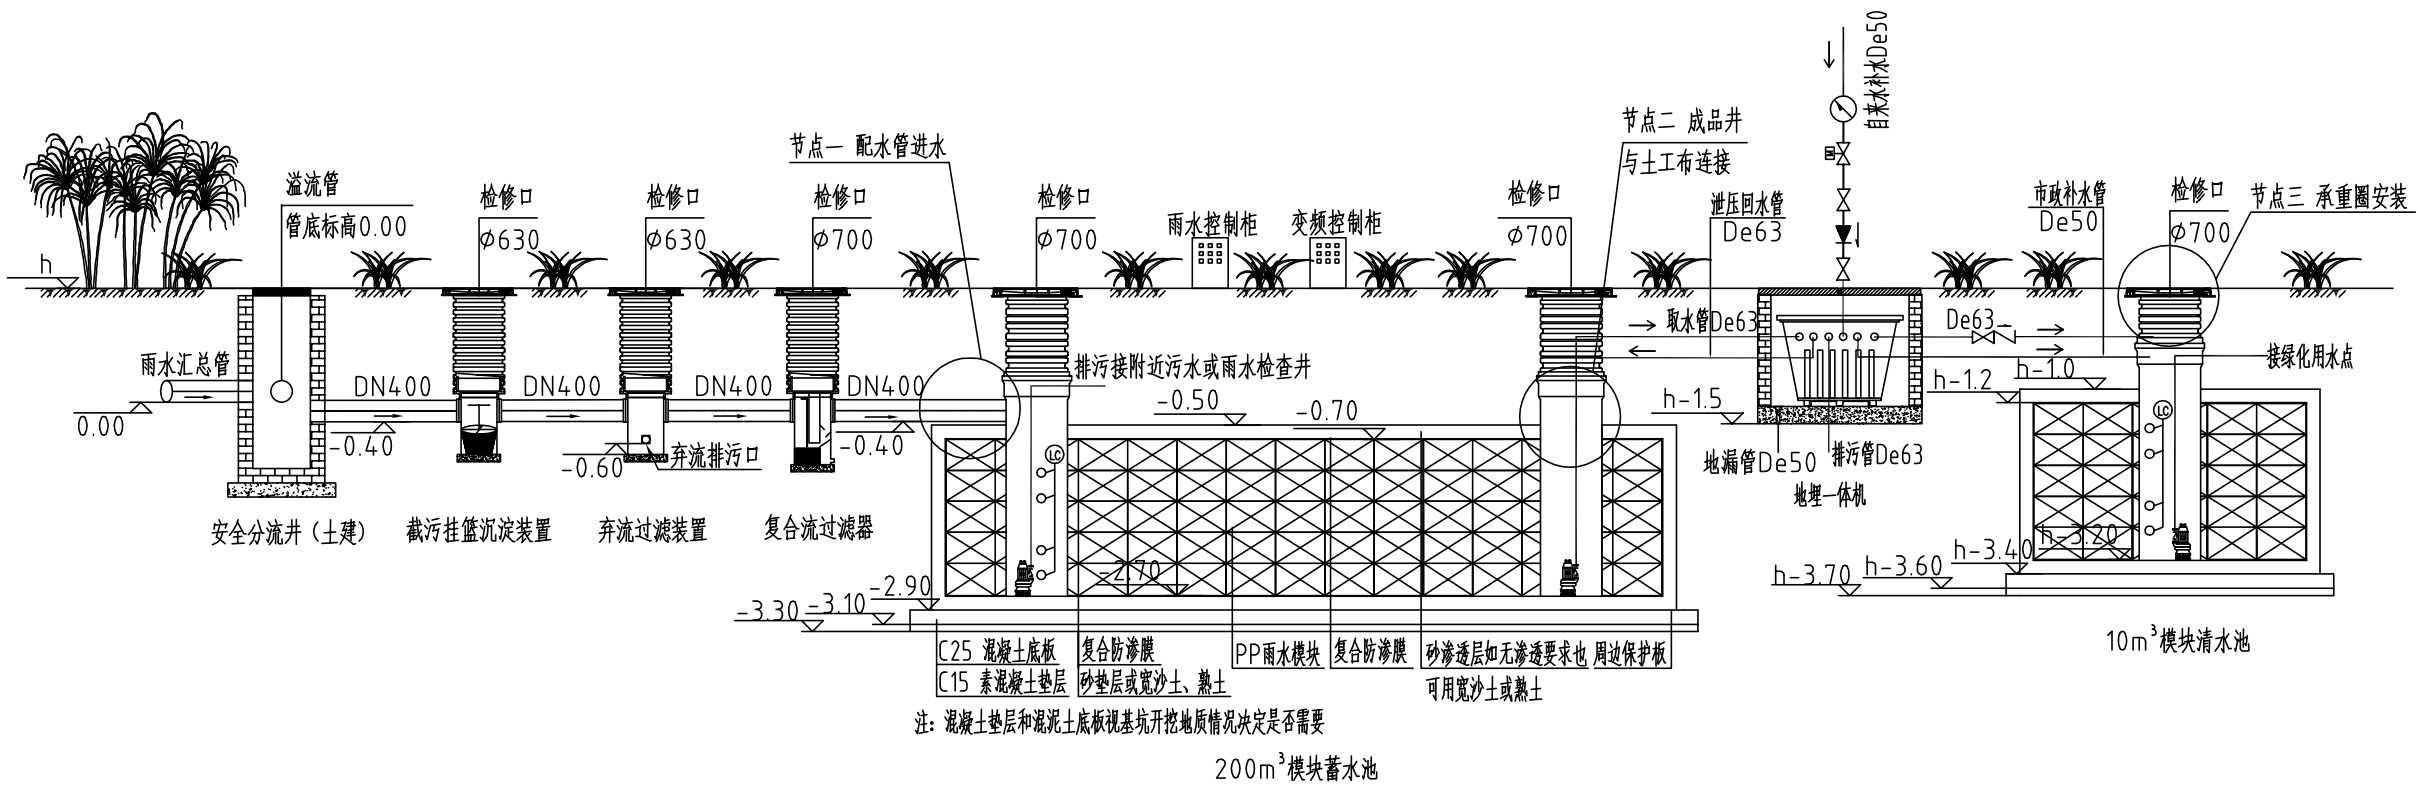 自来水补水De50
节点一 配水管进水
节点二 成品井
与土工布连接
溢流管
管底标高0.00
检修口
Ø630
检修口
Ø630
检修口
Ø700
检修口
Ø700
雨水控制柜
变频控制柜
检修口
Ø700
泄压回水管
De63
市政补水管
De50
检修口
Ø700
节点三 承重圈安装
h
M
取水管De63
De63
雨水汇总管
0.00
DN400
DN400
DN400
DN400
排污接附近污水或雨水检查井
接绿化用水点
h-1.0
h-1.2
h-1.5
-0.50
-0.70
-0.40
-0.60
弃流排污口
-0.40
LC
LC
地漏管De50
排污管De63
地埋一体机
安全分流井（土建）
截污挂篮沉淀装置
弃流过滤装置
复合流过滤器
h-3.20
h-3.40
h-3.60
h-3.70
-2.70
-2.90
-3.10
-3.30
C25 混凝土底板
C15 素混凝土垫层
复合防渗膜
砂垫层或宽沙土、熟土
PP雨水模块
复合防渗膜
砂渗透层如无渗透要求也
可用宽沙土或熟土
周边保护板
10m³模块清水池
注：混凝土垫层和混泥土底板视基坑开挖地质情况决定是否需要
200m³模块蓄水池